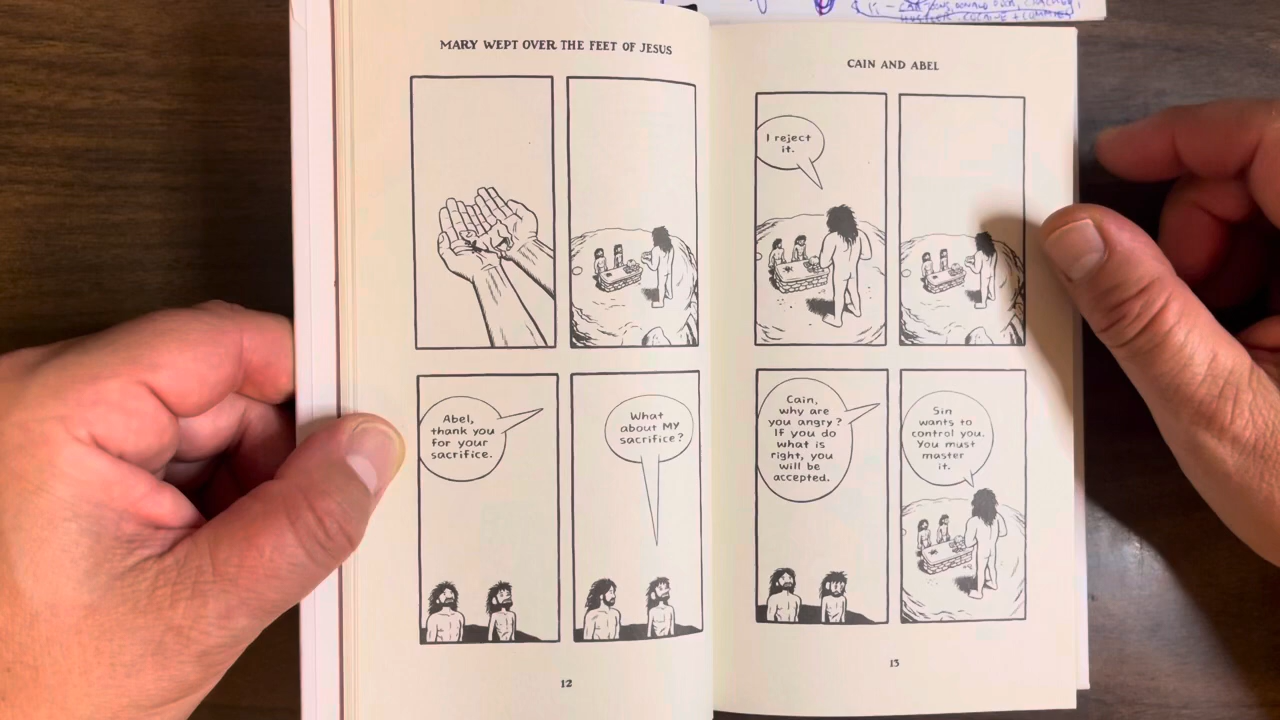 MARY WEPT OVER THE FEET OF JESUS
Abel,
thank you
for your
sacrifice.
What
about MY
sacrifice?
12
CAIN AND ABEL
I reject
it.
Cain,
why are
you angry?
If you do
what is
right, you
will be
accepted.
Sin
wants to
control you.
You must
master
it.
13